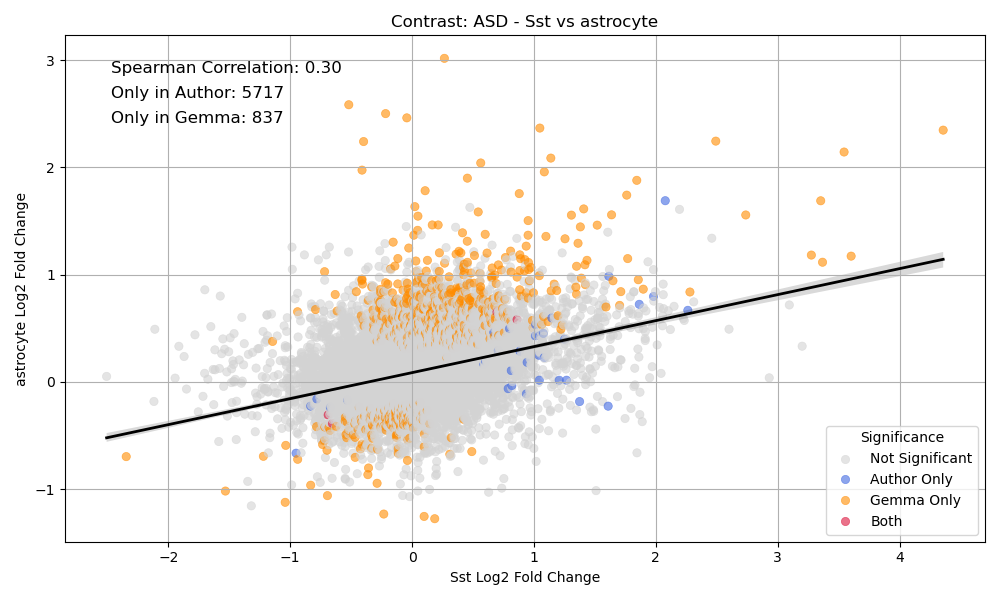 Contrast: ASD - Sst vs astrocyte
Spearman Correlation: 0.30
Only in Author: 5717
Only in Gemma: 837
astrocyte Log2 Fold Change
3
2
1
0
−1
−2
−1
0
1
2
3
4
Sst Log2 Fold Change
Significance
Not Significant
Author Only
Gemma Only
Both